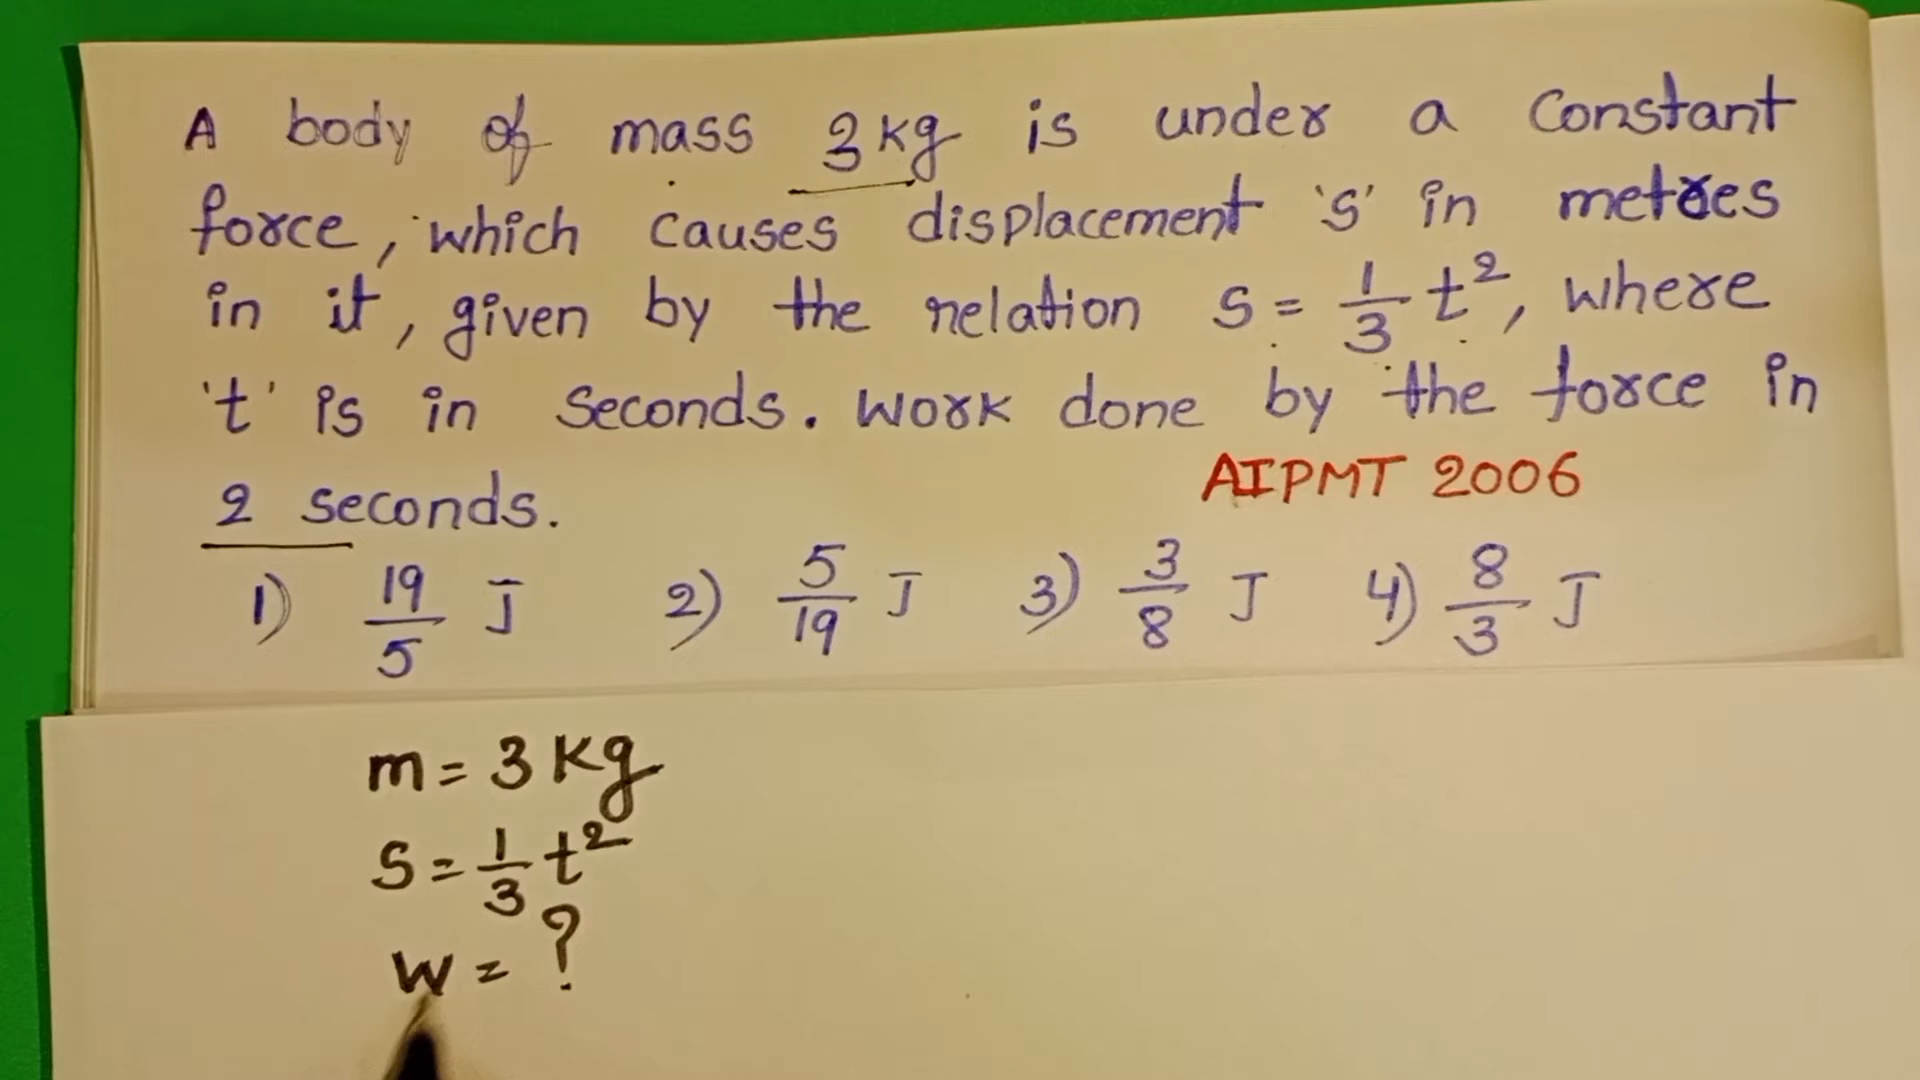 A body of mass 3kg is under a constant
force, which causes displacement 's' in metres
in it, given by the relation S = 1/3 t², where
't' is in seconds. Work done by the force in
AIPMT 2006
2 seconds.
1) 19/5 J 2) 5/19 J 3) 3/8 J 4) 8/3 J
m = 3 Kg
S = 1/3 t²
W = ?